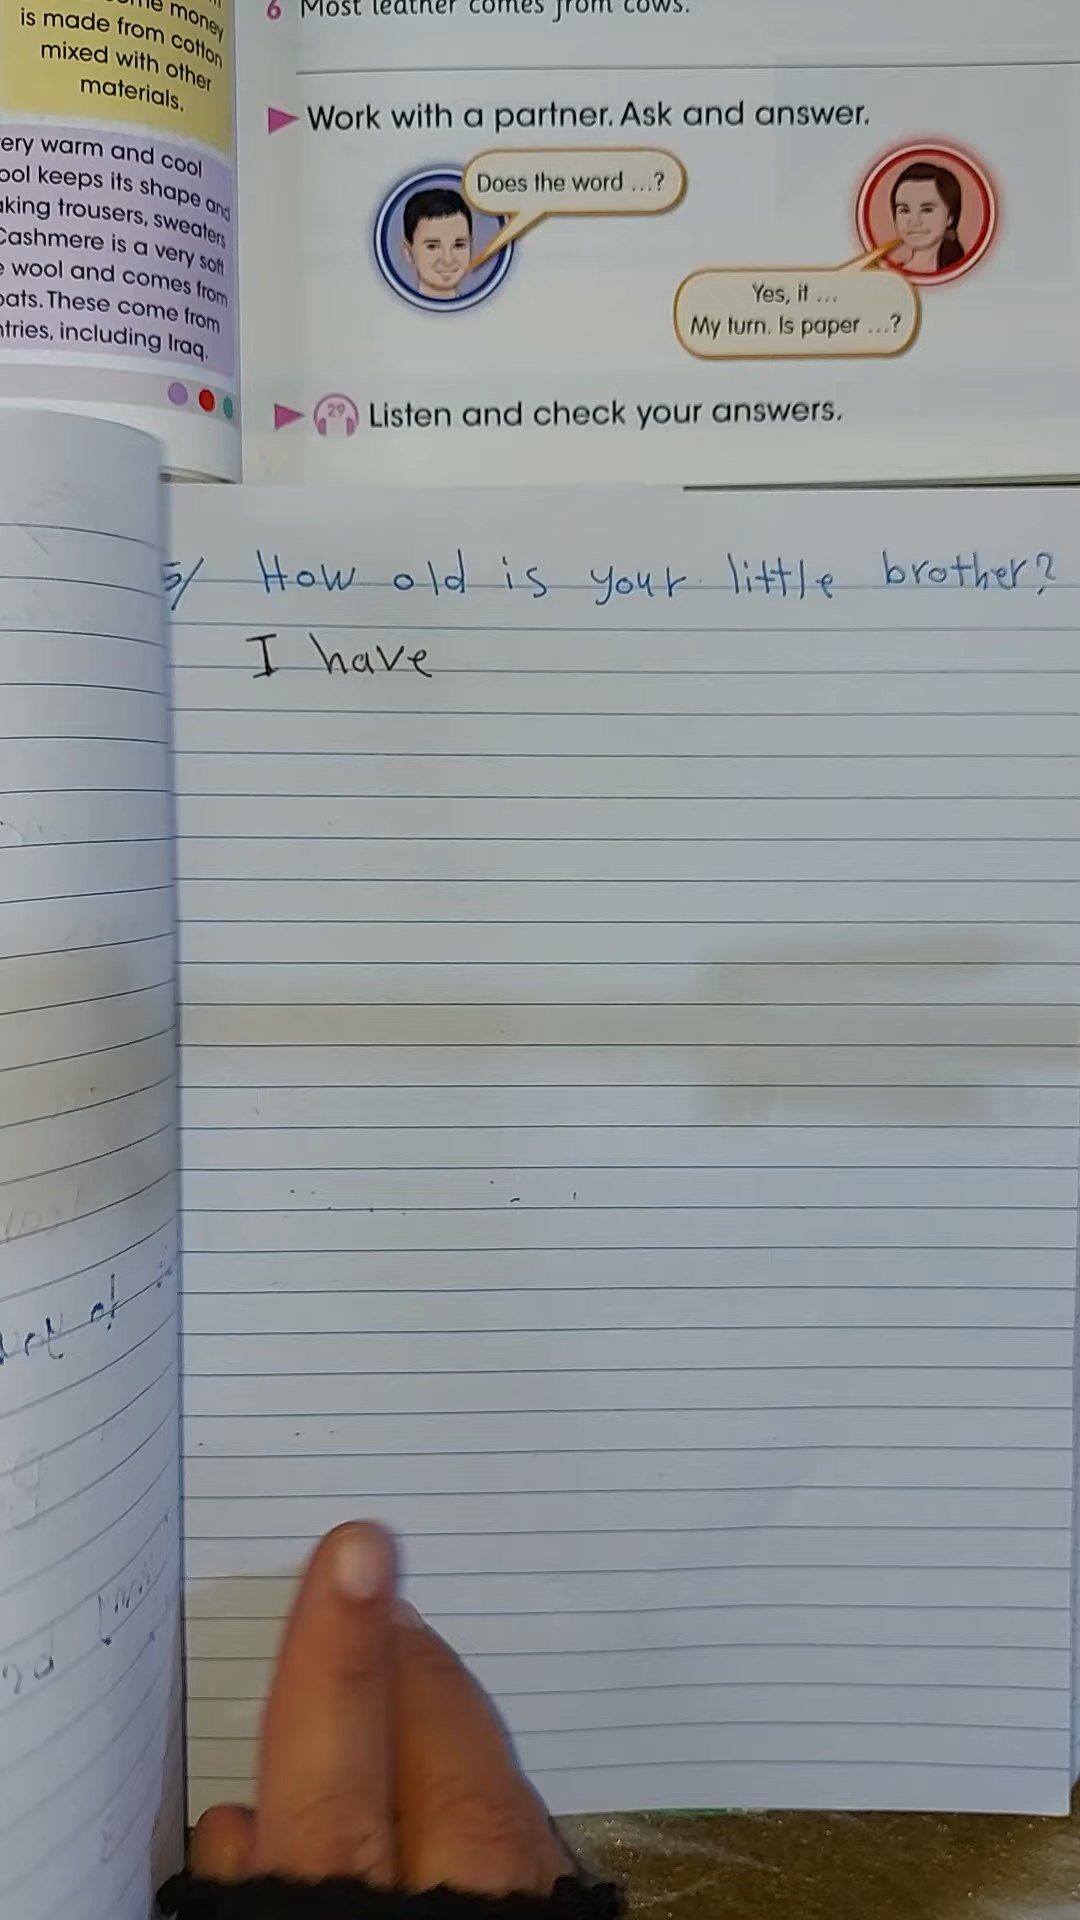 money
is made from cotton
mixed with other
materials.
very warm and cool
keeps its shape and
trousers, sweaters
Cashmere is a very soft
wool and comes from
These come from
including Iraq.
6 Most leather comes from cows.
Work with a partner. Ask and answer.
Does the word ...?
Yes, it ...
My turn. Is paper ...?
29 Listen and check your answers.
5/ How old is your little brother?
I have